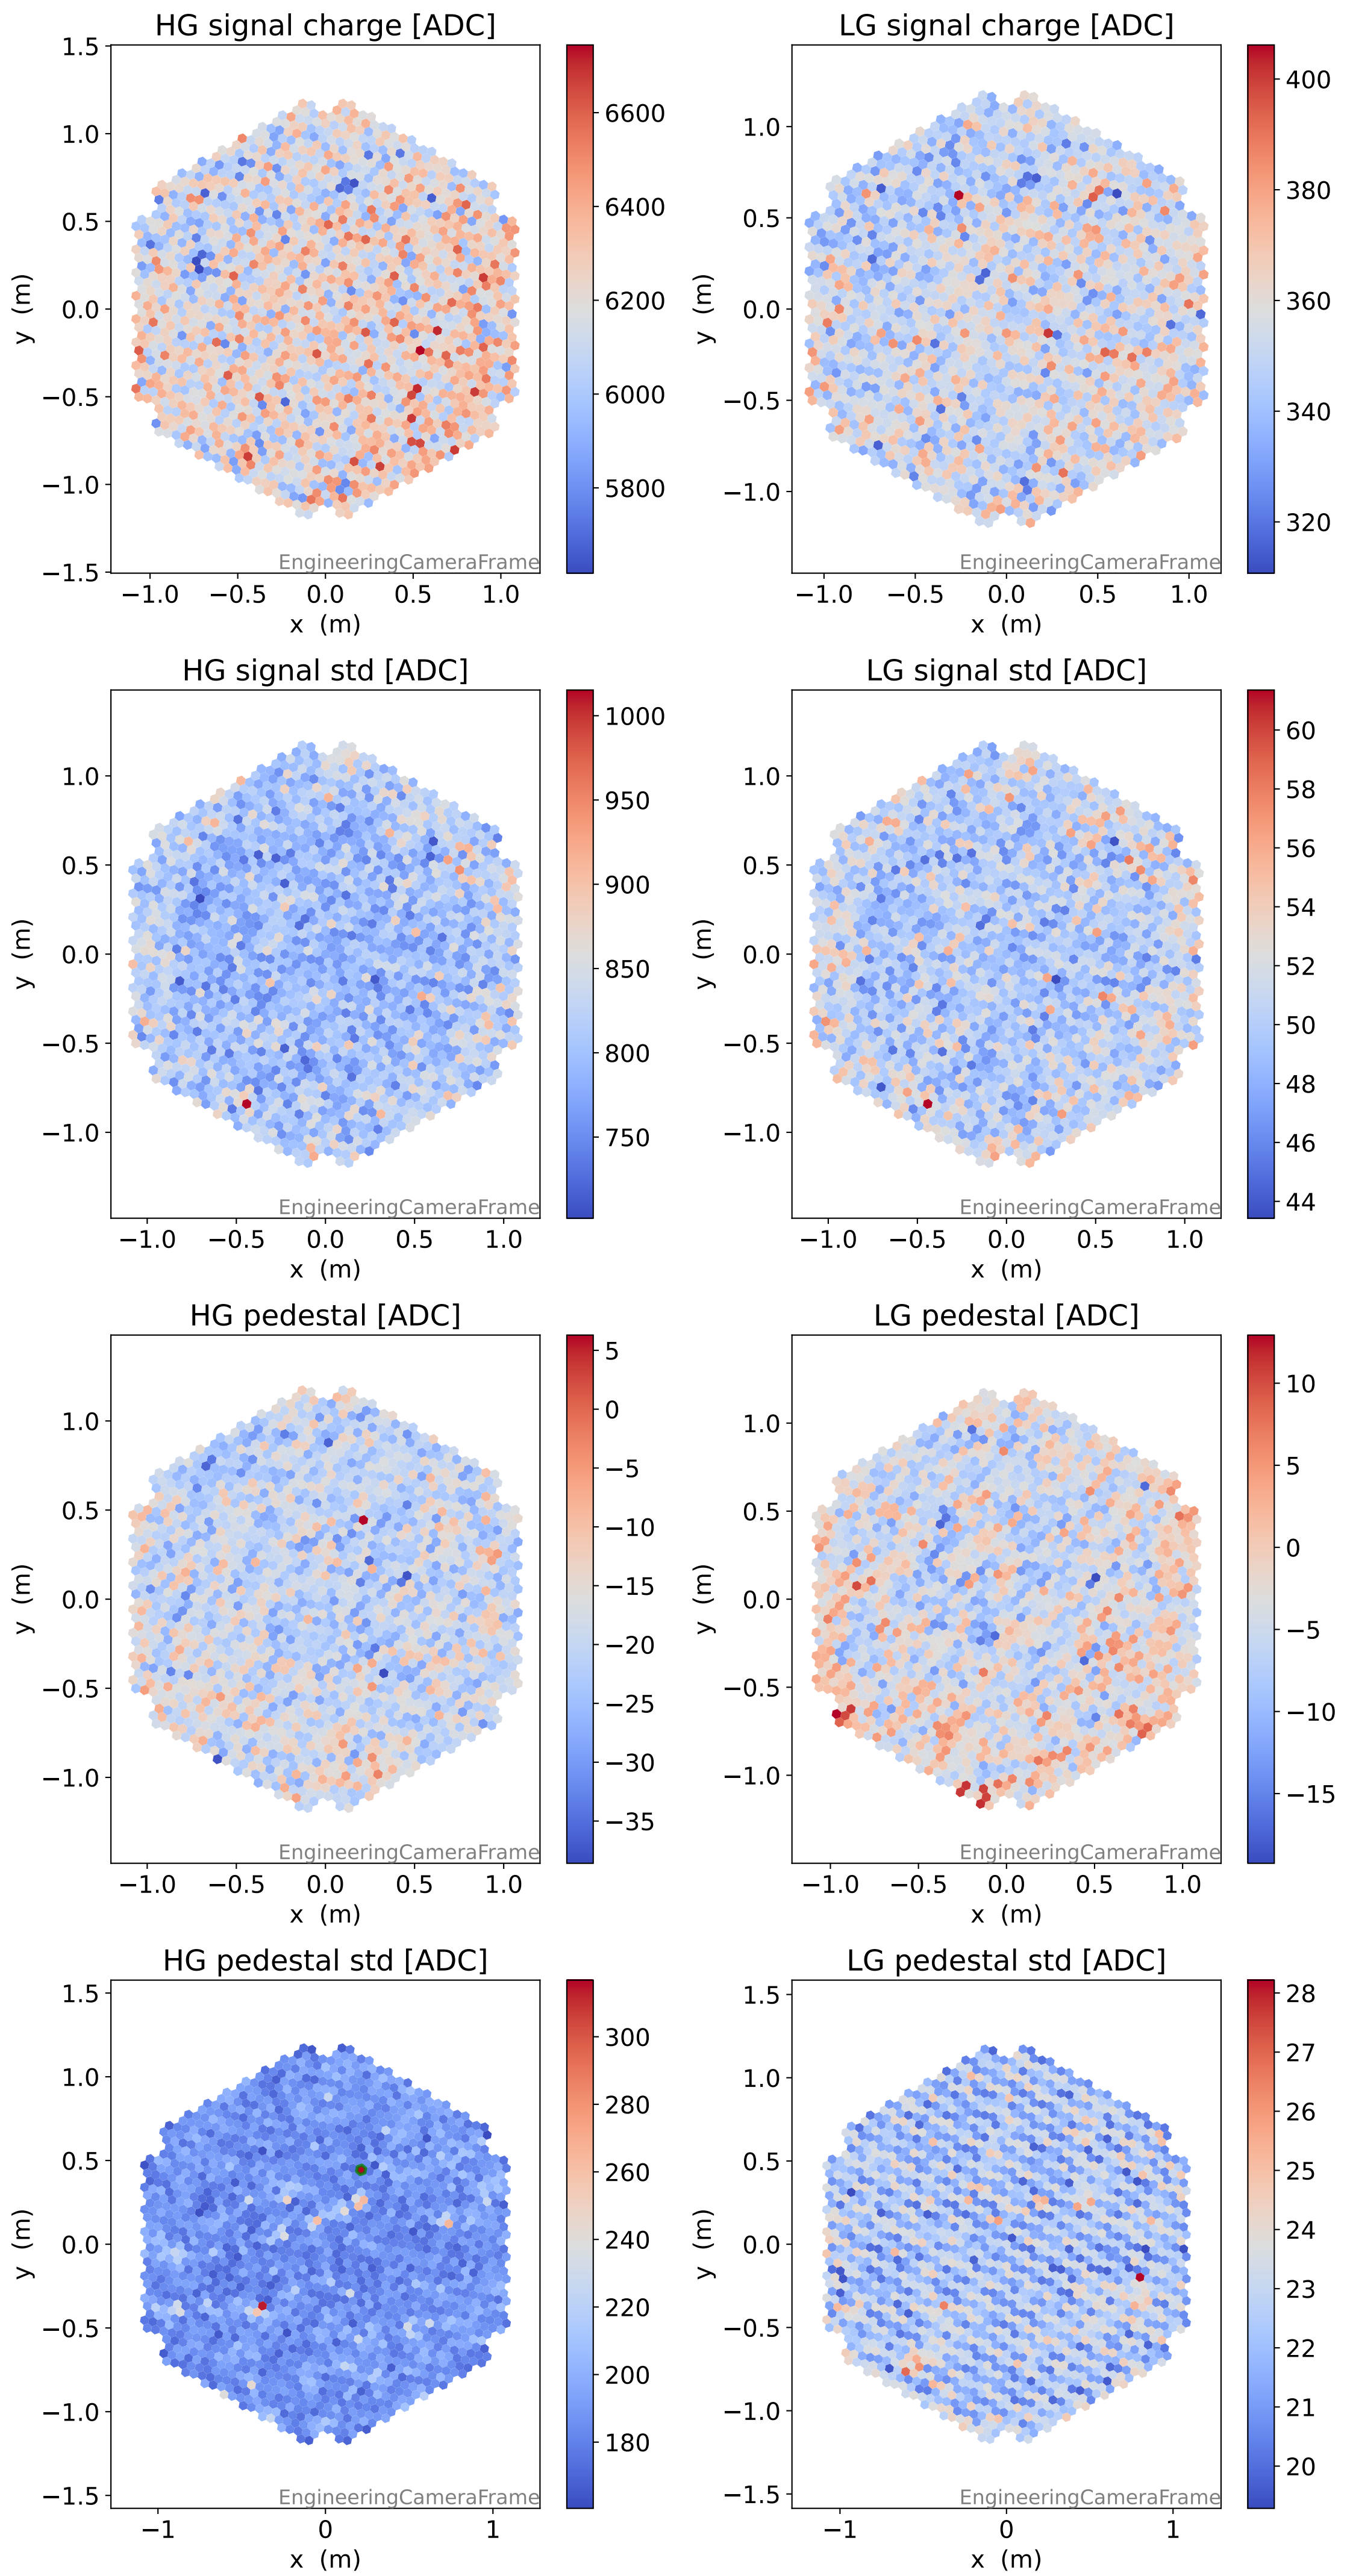 HG signal charge [ADC]
1.5
1.0
0.5
0.0
−0.5
−1.0
−1.5
y (m)
−1.0 −0.5 0.0 0.5 1.0
x (m)
EngineeringCameraFrame
6600
6400
6200
6000
5800
LG signal charge [ADC]
1.0
0.5
0.0
−0.5
−1.0
y (m)
−1.0 −0.5 0.0 0.5 1.0
x (m)
EngineeringCameraFrame
400
380
360
340
320
HG signal std [ADC]
1.0
0.5
0.0
−0.5
−1.0
y (m)
−1.0 −0.5 0.0 0.5 1.0
x (m)
EngineeringCameraFrame
1000
950
900
850
800
750
LG signal std [ADC]
1.0
0.5
0.0
−0.5
−1.0
y (m)
−1.0 −0.5 0.0 0.5 1.0
x (m)
EngineeringCameraFrame
60
58
56
54
52
50
48
46
44
HG pedestal [ADC]
1.0
0.5
0.0
−0.5
−1.0
y (m)
−1.0 −0.5 0.0 0.5 1.0
x (m)
EngineeringCameraFrame
5
0
−5
−10
−15
−20
−25
−30
−35
LG pedestal [ADC]
1.0
0.5
0.0
−0.5
−1.0
y (m)
−1.0 −0.5 0.0 0.5 1.0
x (m)
EngineeringCameraFrame
10
5
0
−5
−10
−15
HG pedestal std [ADC]
1.5
1.0
0.5
0.0
−0.5
−1.0
−1.5
y (m)
−1 0 1
x (m)
EngineeringCameraFrame
300
280
260
240
220
200
180
LG pedestal std [ADC]
1.5
1.0
0.5
0.0
−0.5
−1.0
−1.5
y (m)
−1 0 1
x (m)
EngineeringCameraFrame
28
27
26
25
24
23
22
21
20